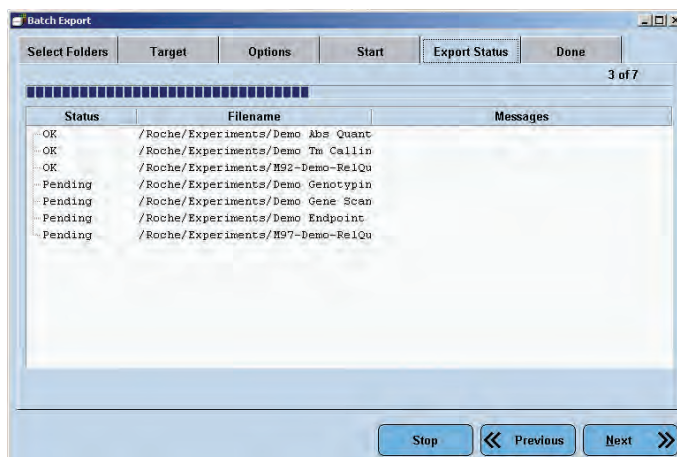 Batch Export
Select Folders Target Options Start Export Status Done
3 of 7
Status Filename Messages
OK /Roche/Experiments/Demo Abs Quant
OK /Roche/Experiments/Demo Tm Callin
OK /Roche/Experiments/M92-Demo-RelQu
Pending /Roche/Experiments/Demo Genotypin
Pending /Roche/Experiments/Demo Gene Scan
Pending /Roche/Experiments/Demo Endpoint
Pending /Roche/Experiments/M97-Demo-RelQu
Stop Previous Next